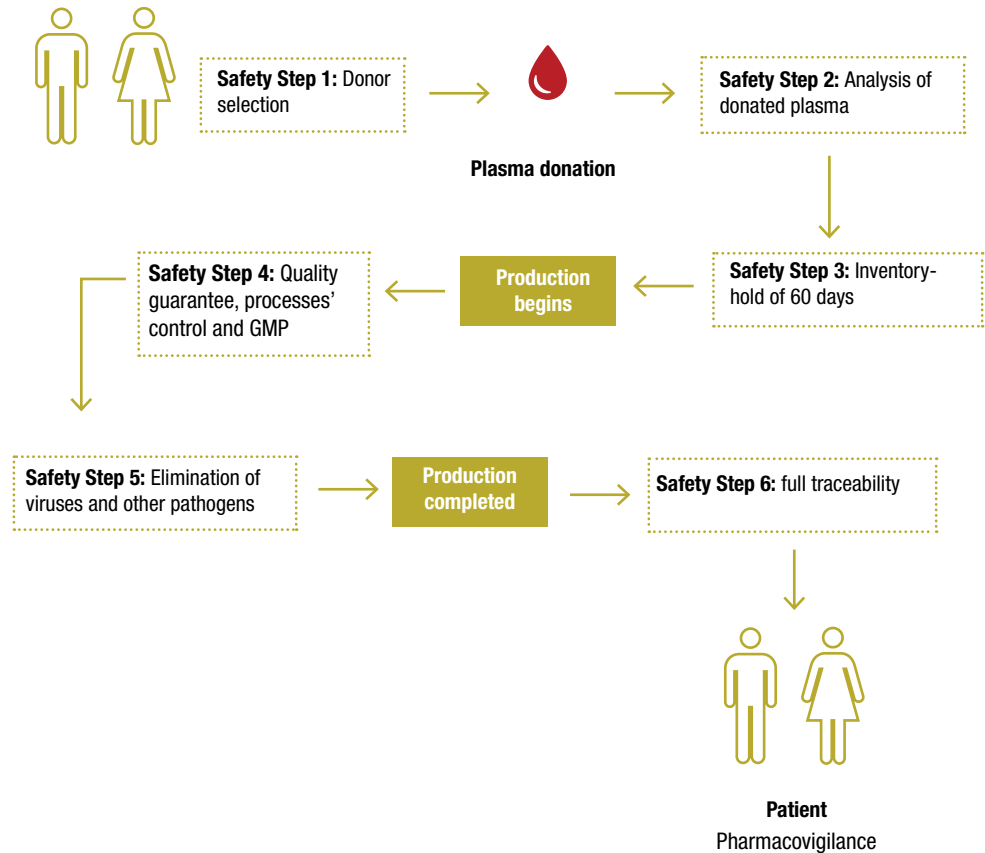 Safety Step 1: Donor
selection
Plasma donation
Safety Step 2: Analysis of
donated plasma
Safety Step 3: Inventory-
hold of 60 days
Production
begins
Safety Step 4: Quality
guarantee, processes’
control and GMP
Safety Step 5: Elimination of
viruses and other pathogens
Production
completed
Safety Step 6: full traceability
Patient
Pharmacovigilance